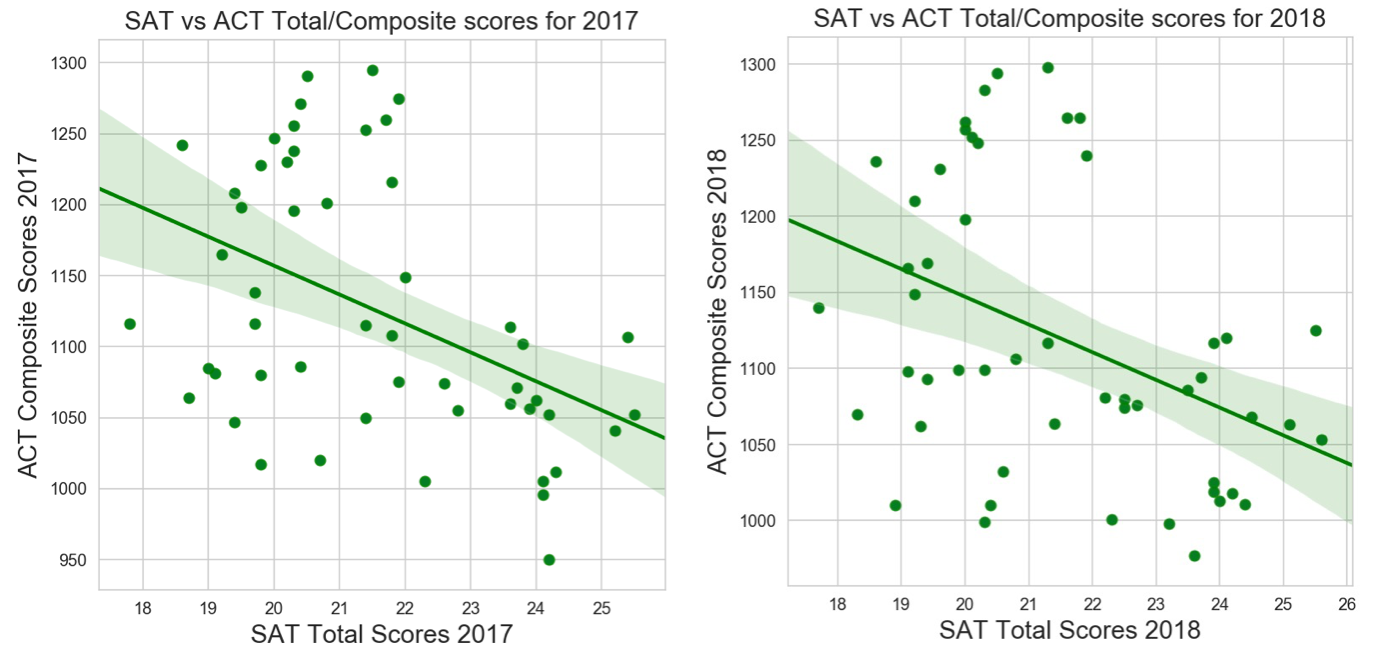 SAT vs ACT Total/Composite scores for 2017
ACT Composite Scores 2017
1300
1250
1200
1150
1100
1050
1000
950
18 19 20 21 22 23 24 25
SAT Total Scores 2017
SAT vs ACT Total/Composite scores for 2018
ACT Composite Scores 2018
1300
1250
1200
1150
1100
1050
1000
18 19 20 21 22 23 24 25 26
SAT Total Scores 2018